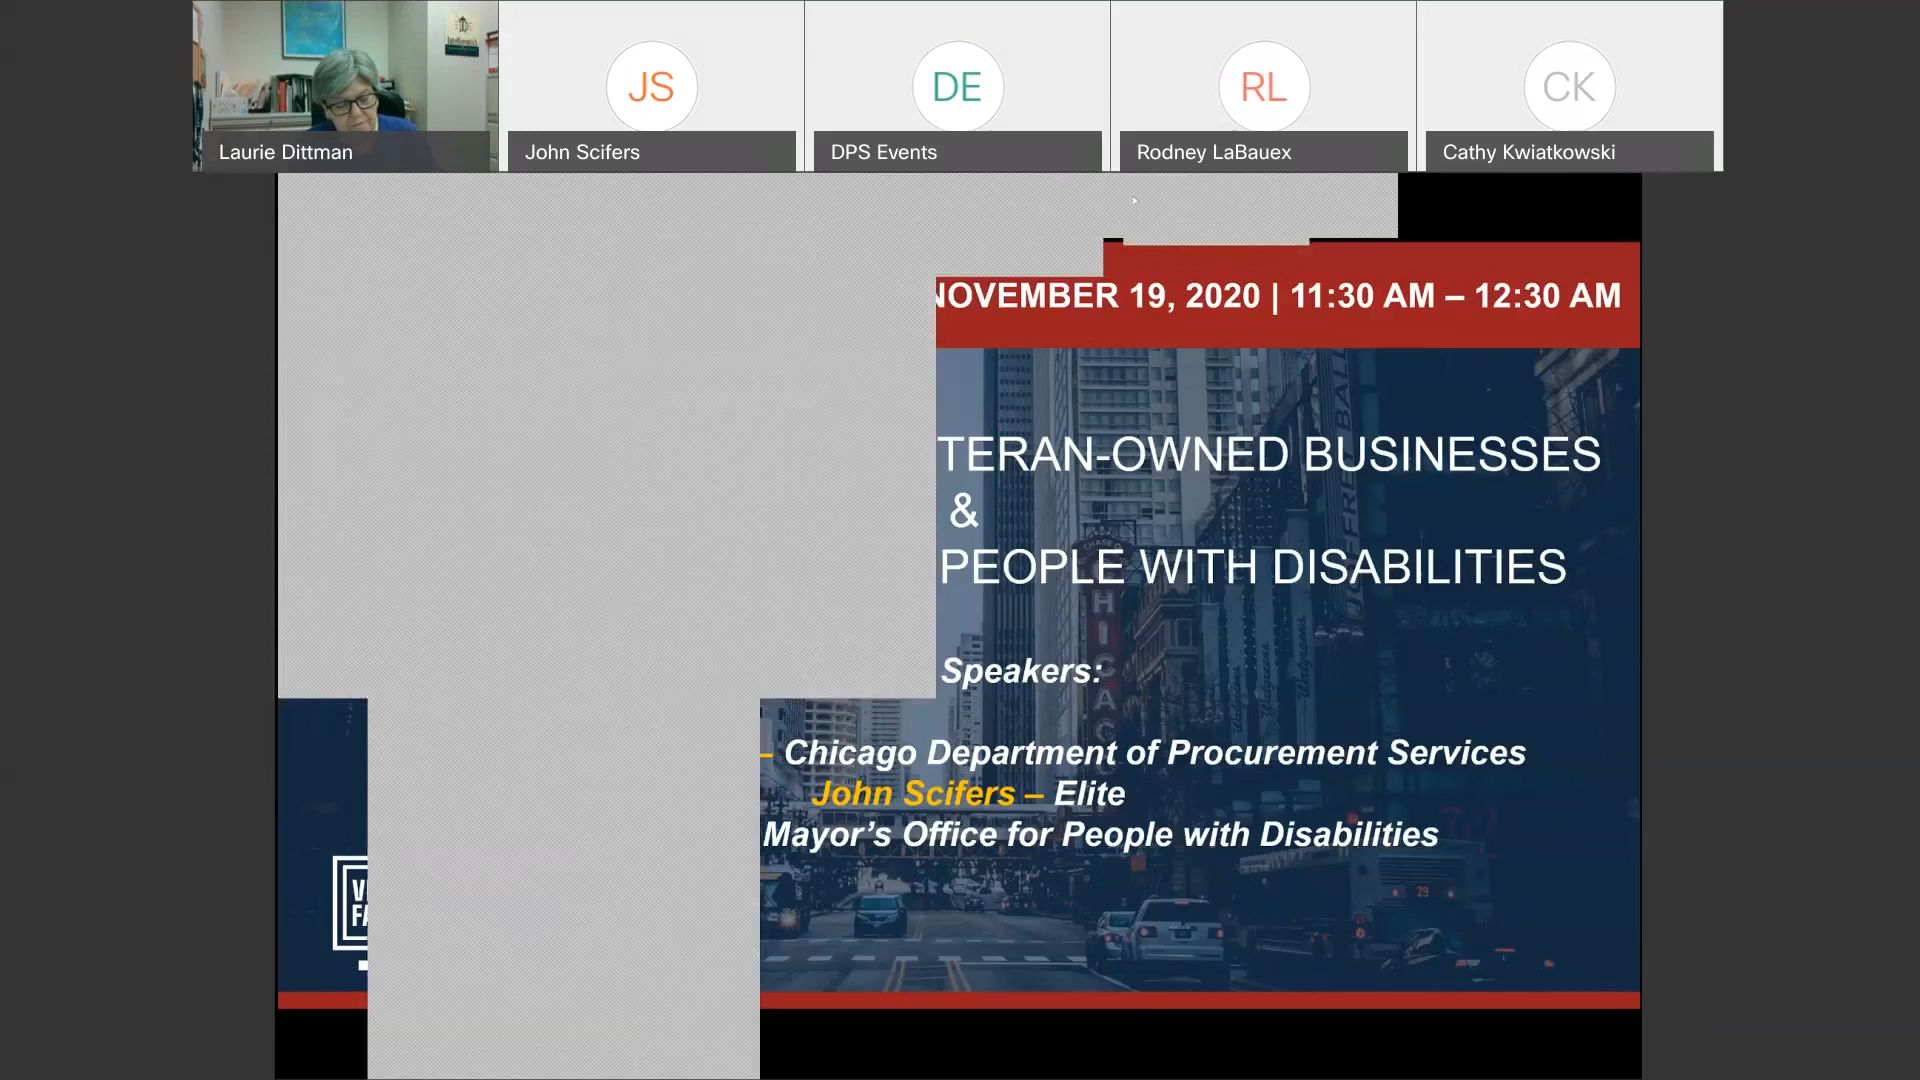 Laurie Dittman
JS
John Scifers
DE
DPS Events
RL
Rodney LaBauex
CK
Cathy Kwiatkowski
NOVEMBER 19, 2020 | 11:30 AM – 12:30 AM
TERAN-OWNED BUSINESSES
&
PEOPLE WITH DISABILITIES
CHICAGO
Speakers:
– Chicago Department of Procurement Services
John Scifers – Elite
Mayor’s Office for People with Disabilities
29